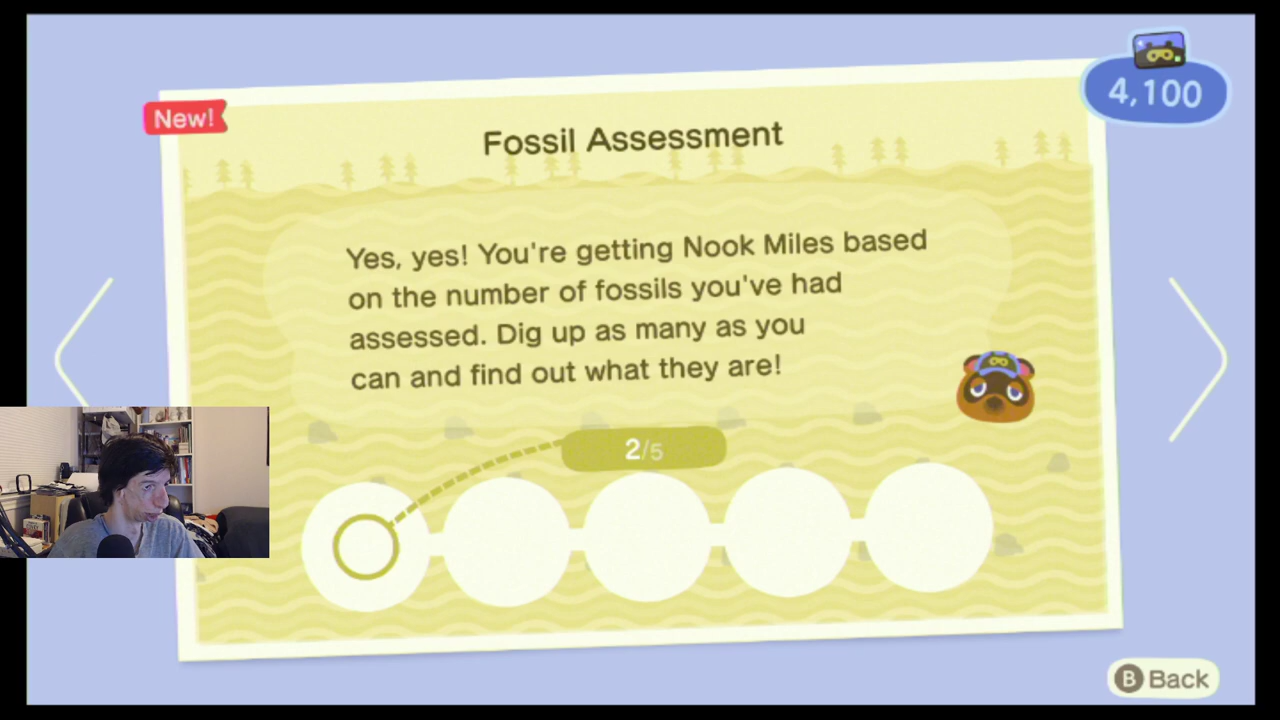 4,100
New!
Fossil Assessment
Yes, yes! You're getting Nook Miles based
on the number of fossils you've had
assessed. Dig up as many as you
can and find out what they are!
2/5
B Back